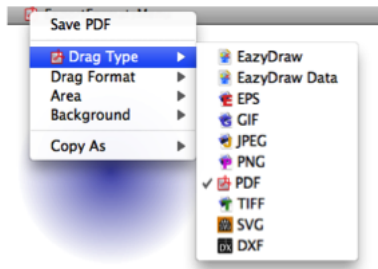 Save PDF
Drag Type
Drag Format
Area
Background
Copy As
EazyDraw
EazyDraw Data
EPS
GIF
JPEG
PNG
PDF
TIFF
SVG
DXF